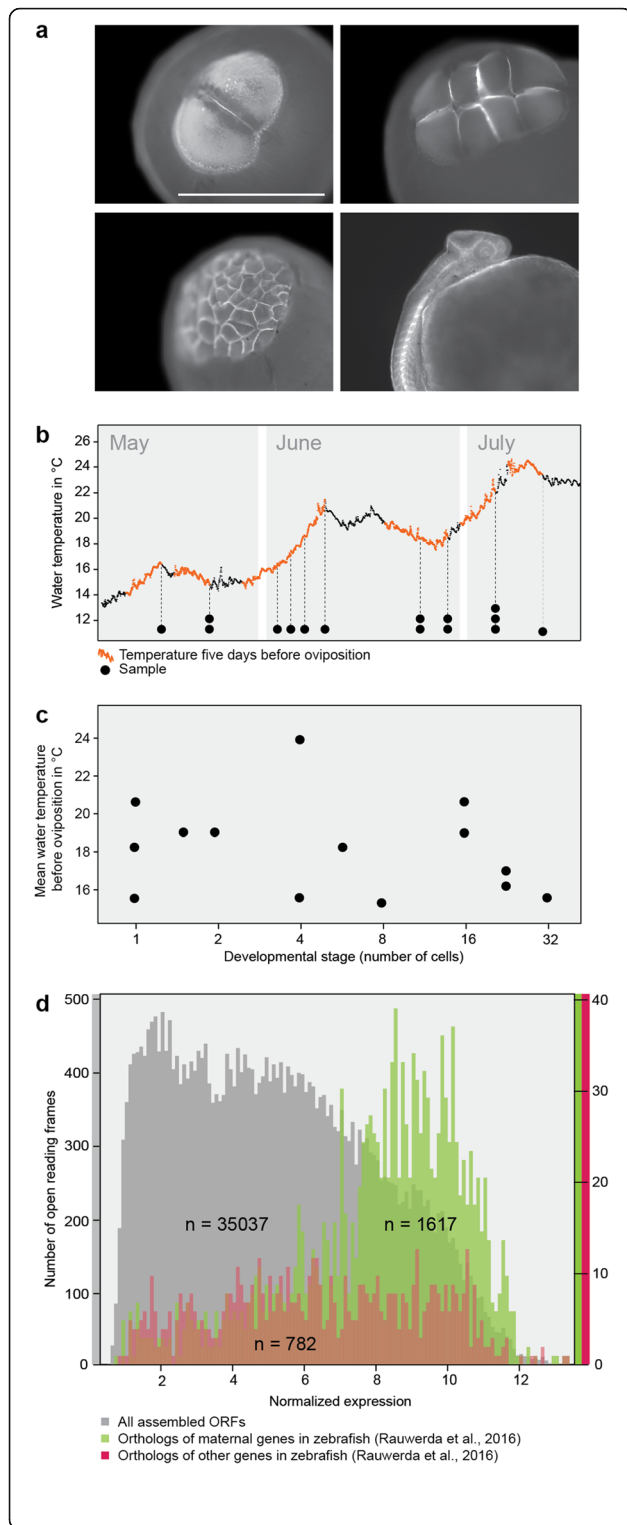 a
b
May
June
July
26
24
22
20
18
16
14
12
Water temperature in °C
Temperature five days before oviposition
Sample
c
24
22
20
18
16
Mean water temperature
before oviposition in °C
1 2 4 8 16 32
Developmental stage (number of cells)
d
500
400
300
200
100
0
Number of open reading frames
40
30
20
10
0
n = 35037
n = 1617
n = 782
2 4 6 8 10 12
Normalized expression
All assembled ORFs
Orthologs of maternal genes in zebrafish (Rauwerda et al., 2016)
Orthologs of other genes in zebrafish (Rauwerda et al., 2016)